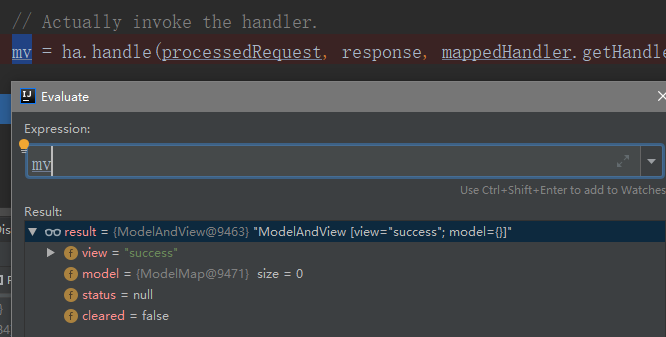 // Actually invoke the handler.
mv = ha.handle(processedRequest, response, mappedHandler.getHandle
Evaluate
Expression:
mv
Use Ctrl+Shift+Enter to add to Watches
Result:
result = {ModelAndView@9463} "ModelAndView [view="success"; model={}]"
view = "success"
model = {ModelMap@9471} size = 0
status = null
cleared = false